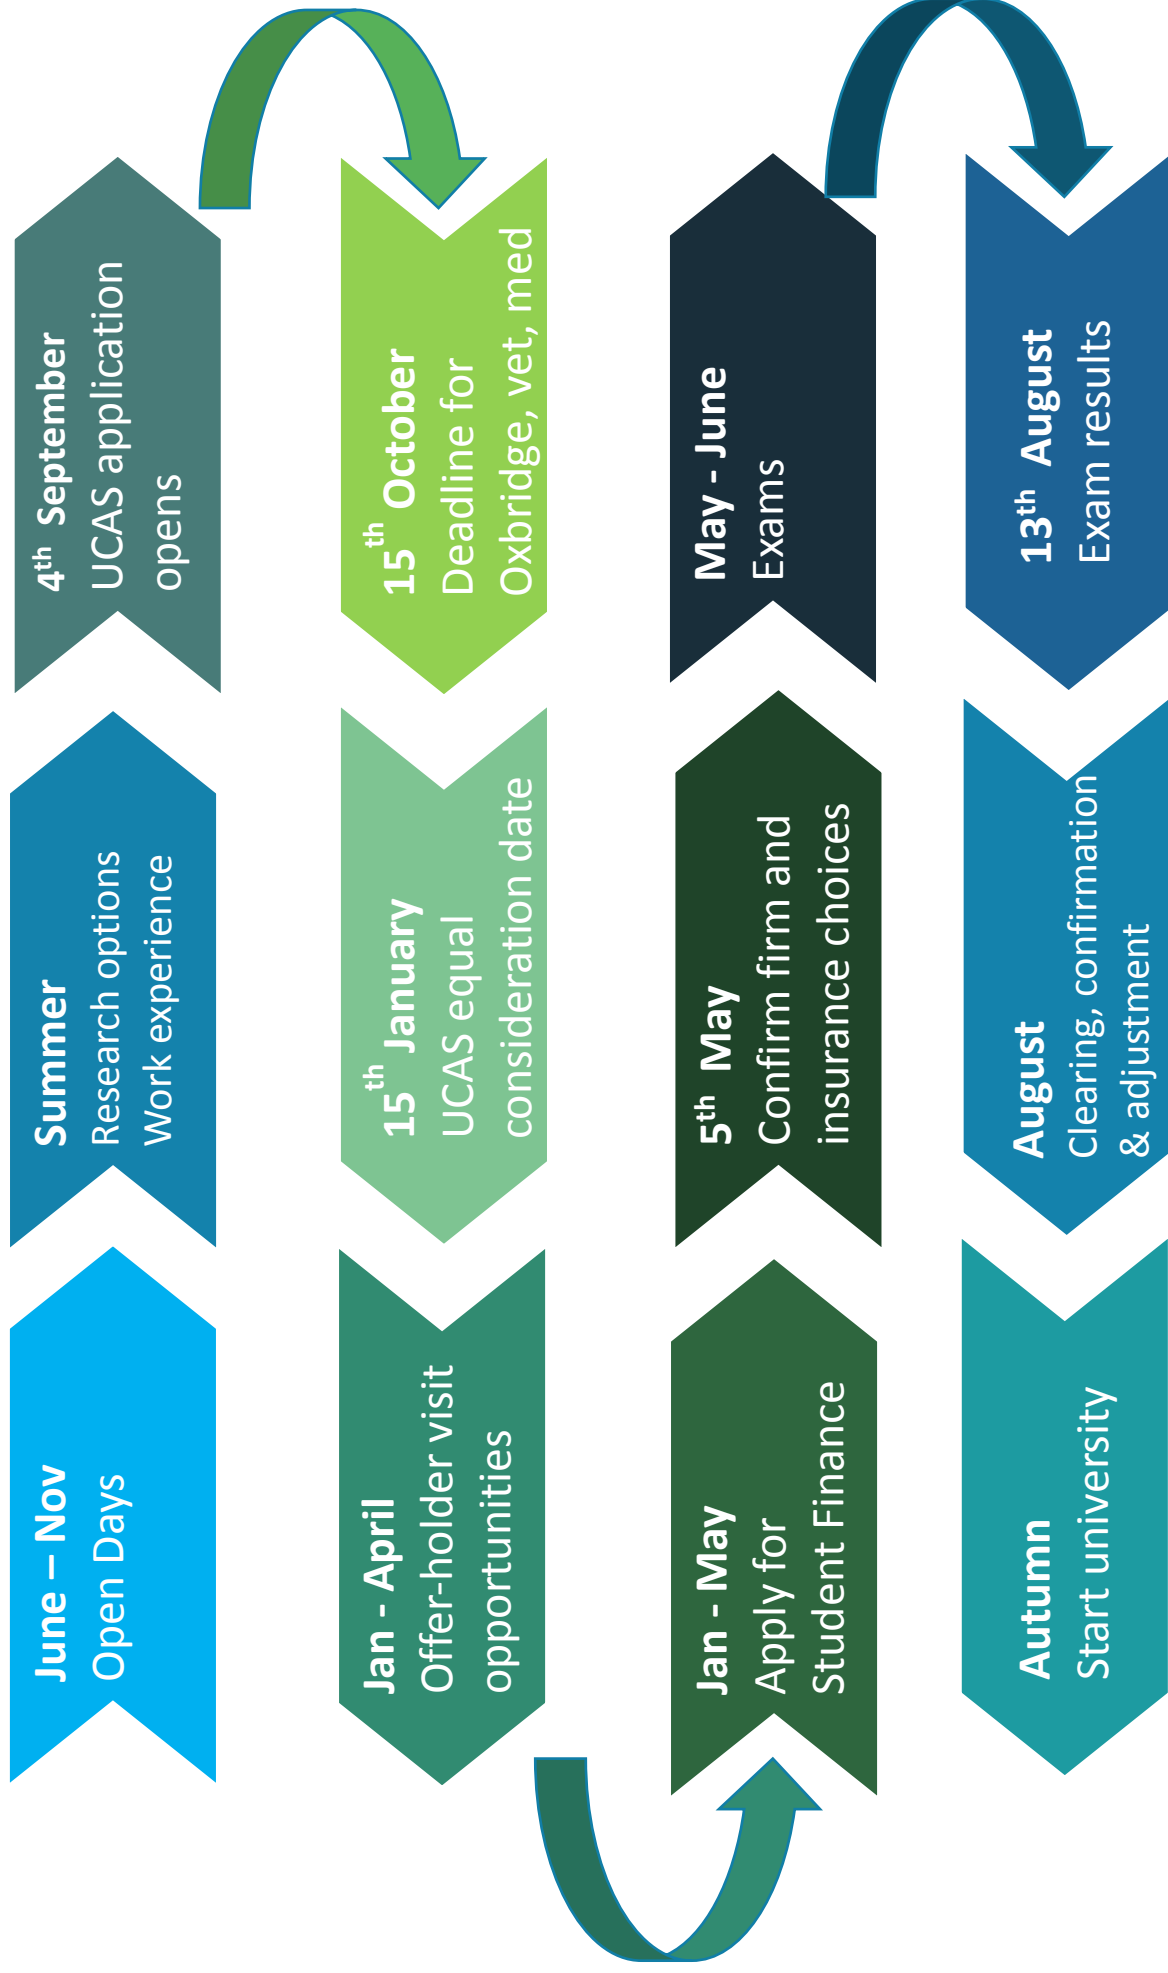 June – Nov
Open Days
Summer
Research options
Work experience
4th September
UCAS application
opens
15th October
Deadline for
Oxbridge, vet, med
15th January
UCAS equal
consideration date
Jan - April
Offer-holder visit
opportunities
Jan - May
Apply for
Student Finance
5th May
Confirm firm and
insurance choices
May - June
Exams
13th August
Exam results
August
Clearing, confirmation
& adjustment
Autumn
Start university